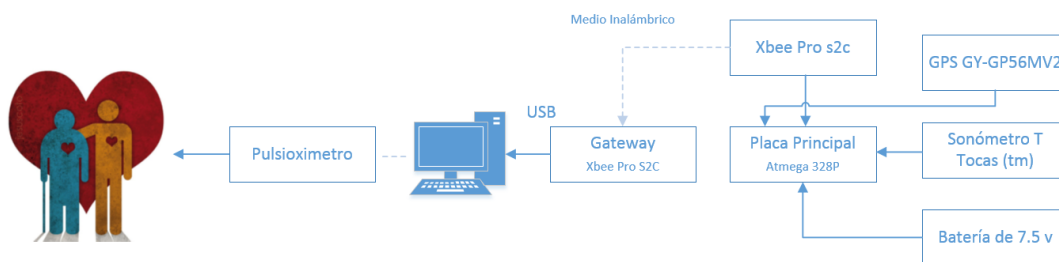 Medio Inalámbrico
Xbee Pro s2c
GPS GY-GP56MV2
USB
Pulsioximetro
Gateway
Xbee Pro S2C
Placa Principal
Atmega 328P
Sonómetro T
Tocas (tm)
Batería de 7.5 v